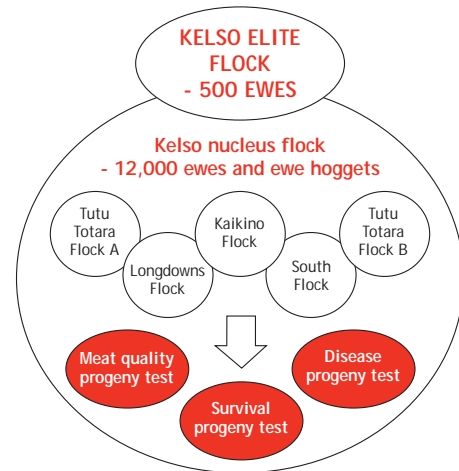 KELSO ELITE
FLOCK
- 500 EWES
Kelso nucleus flock
- 12,000 ewes and ewe hoggets
Tutu
Totara
Flock A
Longdowns
Flock
Kaikino
Flock
South
Flock
Tutu
Totara
Flock B
Meat quality
progeny test
Survival
progeny test
Disease
progeny test